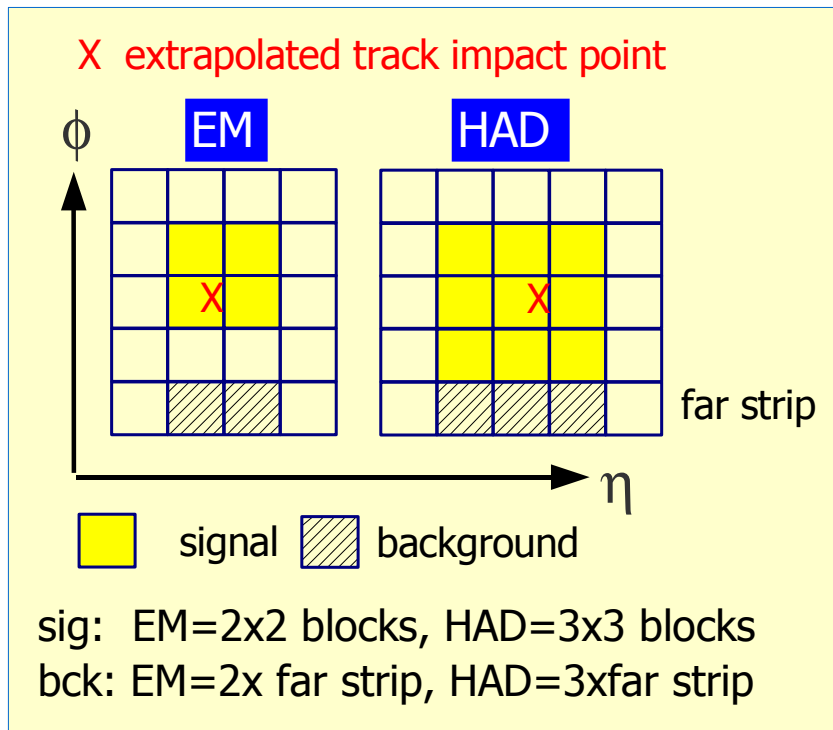 X extrapolated track impact point
EM HAD
ϕ
X X
far strip
η
signal background
sig: EM=2x2 blocks, HAD=3x3 blocks
bck: EM=2x far strip, HAD=3xfar strip